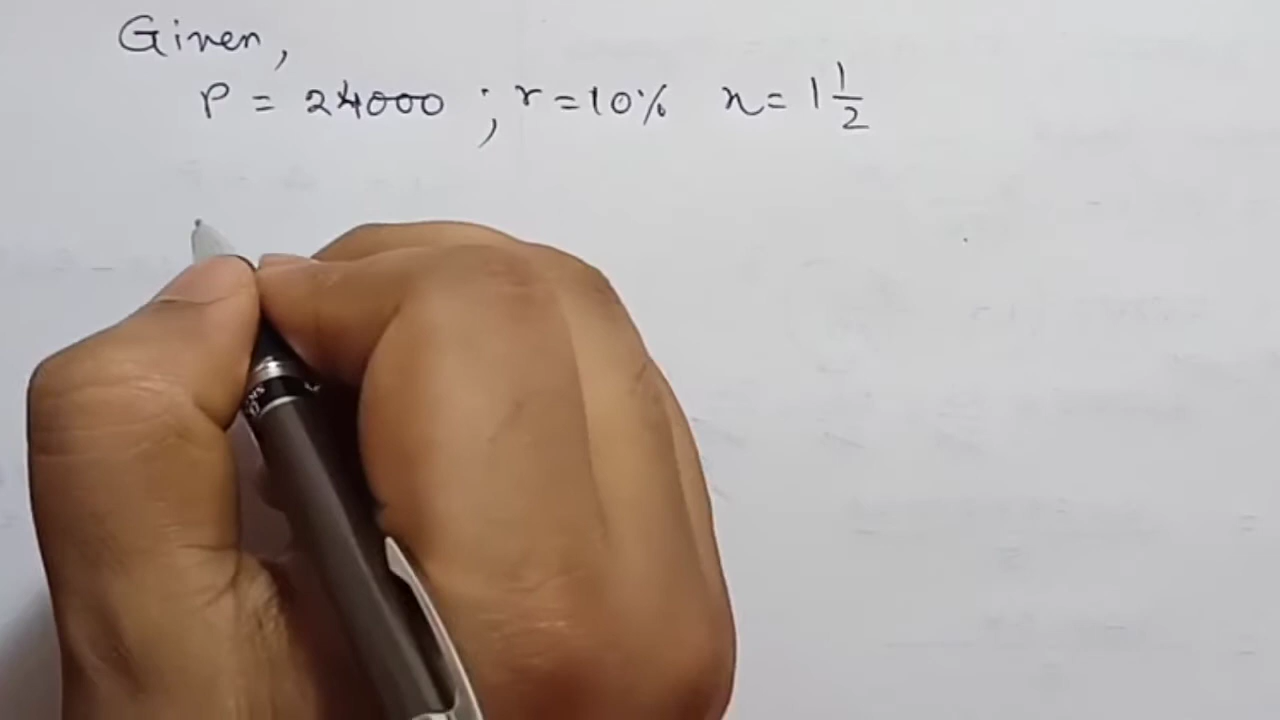 Given,
P = 24000 ; r = 10% n = 1 1/2